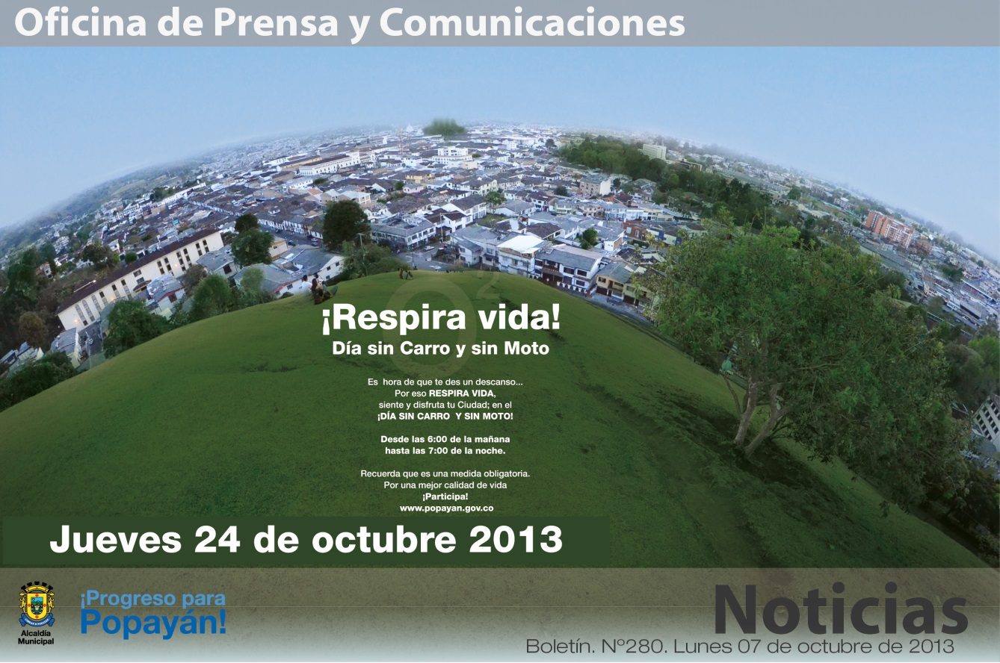 Oficina de Prensa y Comunicaciones
O2
¡Respira vida!
Día sin Carro y sin Moto
Es hora de que te des un descanso...
Por eso RESPIRA VIDA,
siente y disfruta tu Ciudad; en el
¡DÍA SIN CARRO Y SIN MOTO!
Desde las 6:00 de la mañana
hasta las 7:00 de la noche.
Recuerda que es una medida obligatoria.
Por una mejor calidad de vida
¡Participa!
www.popayan.gov.co
Jueves 24 de octubre 2013
Alcaldía
Municipal
¡Progreso para
Popayán!
Noticias
Boletín. Nº280. Lunes 07 de octubre de 2013